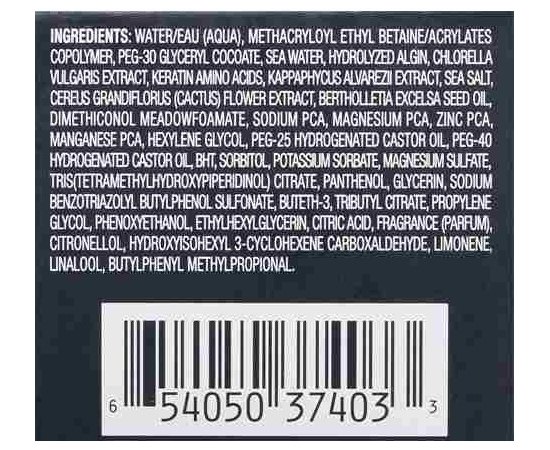 INGREDIENTS: WATER/EAU (AQUA), METHACRYLOYL ETHYL BETAINE/ACRYLATES
COPOLYMER, PEG-30 GLYCERYL COCOATE, SEA WATER, HYDROLYZED ALGIN, CHLORELLA
VULGARIS EXTRACT, KERATIN AMINO ACIDS, KAPPAPHYCUS ALVAREZII EXTRACT, SEA SALT,
CEREUS GRANDIFLORUS (CACTUS) FLOWER EXTRACT, BERTHOLLETIA EXCELSA SEED OIL,
DIMETHICONOL MEADOWFOAMATE, SODIUM PCA, MAGNESIUM PCA, ZINC PCA,
MANGANESE PCA, HEXYLENE GLYCOL, PEG-25 HYDROGENATED CASTOR OIL, PEG-40
HYDROGENATED CASTOR OIL, BHT, SORBITOL, POTASSIUM SORBATE, MAGNESIUM SULFATE,
TRIS(TETRAMETHYLHYDROXYPIPERIDINOL) CITRATE, PANTHENOL, GLYCERIN, SODIUM
BENZOTRIAZOLYL BUTYLPHENOL SULFONATE, BUTETH-3, TRIBUTYL CITRATE, PROPYLENE
GLYCOL, PHENOXYETHANOL, ETHYLHEXYLGLYCERIN, CITRIC ACID, FRAGRANCE (PARFUM),
CITRONELLOL, HYDROXYISOHEXYL 3-CYCLOHEXENE CARBOXALDEHYDE, LIMONENE,
LINALOOL, BUTYLPHENYL METHYLPROPIONAL.
6 54050 37403 3